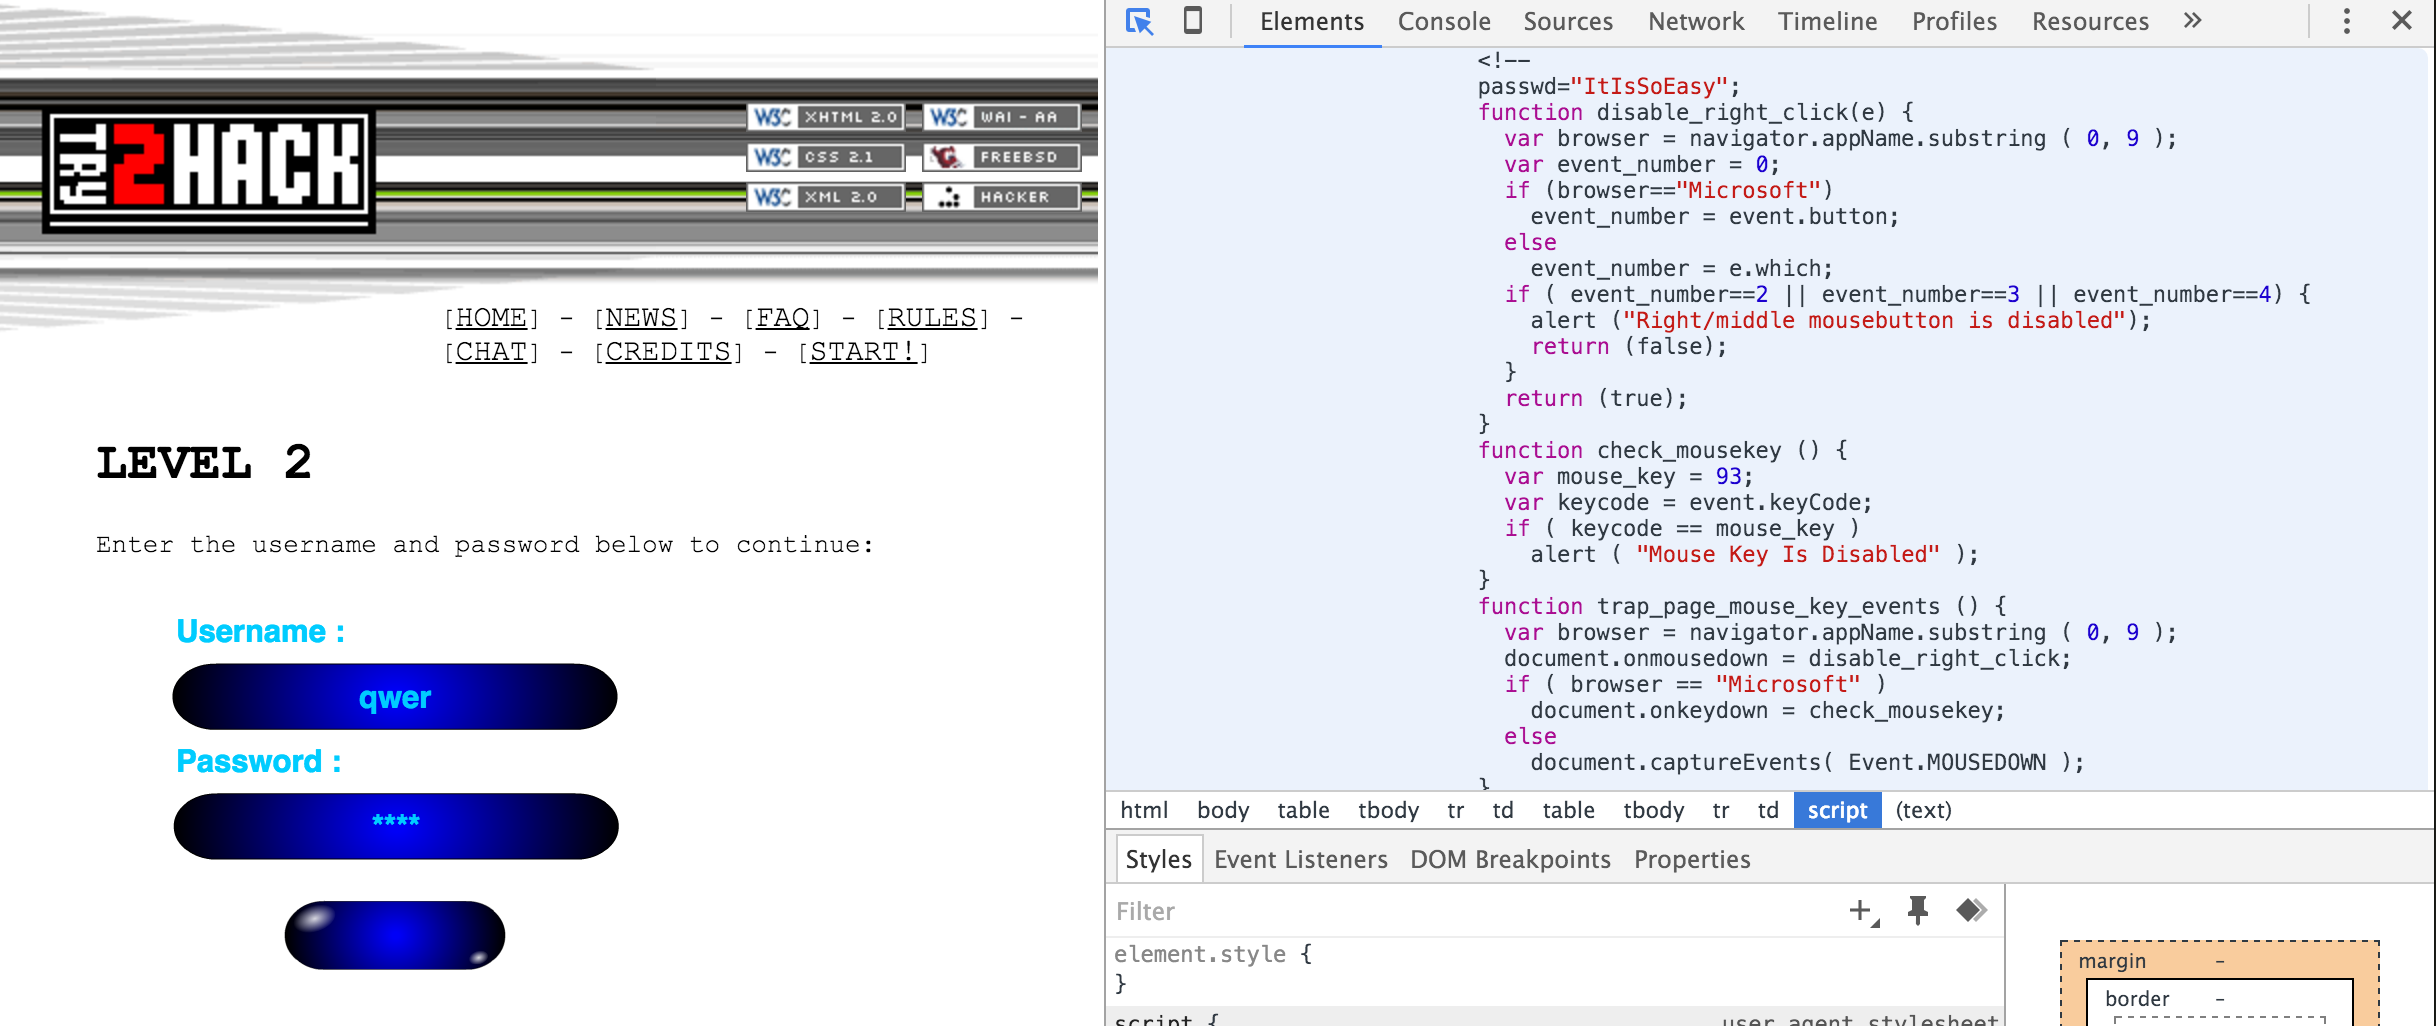 TRY2HACK
W3C XHTML 2.0
W3C WAI - AA
W3C CSS 2.1
FREEBSD
W3C XML 2.0
HACKER
[HOME] - [NEWS] - [FAQ] - [RULES] -
[CHAT] - [CREDITS] - [START!]
LEVEL 2
Enter the username and password below to continue:
Username :
qwer
Password :
****
Elements Console Sources Network Timeline Profiles Resources »
<!--
passwd="ItIsSoEasy";
function disable_right_click(e) {
var browser = navigator.appName.substring ( 0, 9 );
var event_number = 0;
if (browser=="Microsoft")
event_number = event.button;
else
event_number = e.which;
if ( event_number==2 || event_number==3 || event_number==4) {
alert ("Right/middle mousebutton is disabled");
return (false);
}
return (true);
}
function check_mousekey () {
var mouse_key = 93;
var keycode = event.keyCode;
if ( keycode == mouse_key )
alert ( "Mouse Key Is Disabled" );
}
function trap_page_mouse_key_events () {
var browser = navigator.appName.substring ( 0, 9 );
document.onmousedown = disable_right_click;
if ( browser == "Microsoft" )
document.onkeydown = check_mousekey;
else
document.captureEvents( Event.MOUSEDOWN );
}
html body table tbody tr td table tbody tr td script (text)
Styles Event Listeners DOM Breakpoints Properties
Filter
element.style {
}
script { user agent stylesheet
margin -
border -